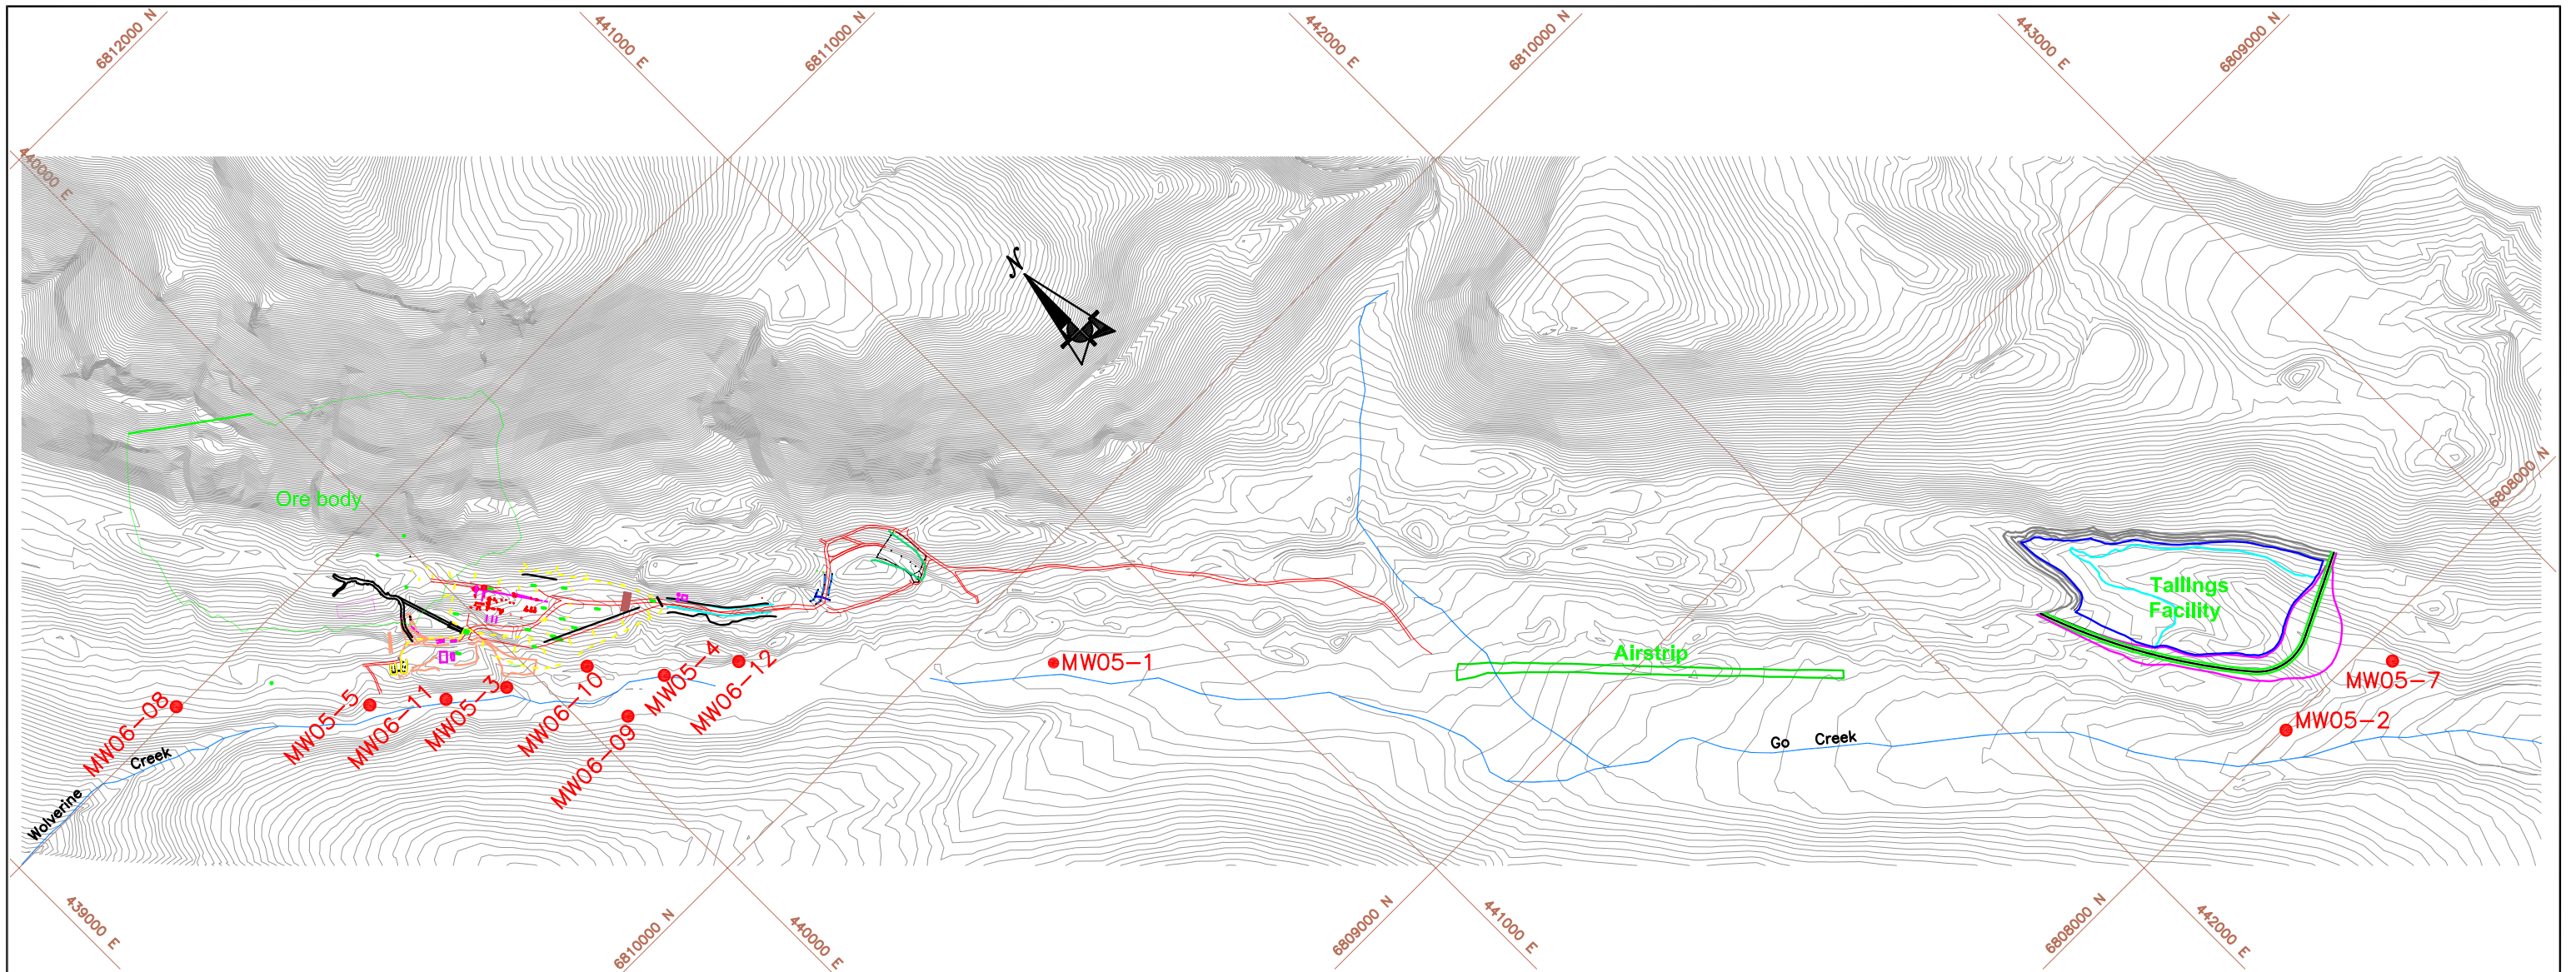 6812000 N
441000 E
6811000 N
442000 E
6810000 N
443000 E
6809000 N
440000 E
N
6808000 N
Ore body
Tailings
Facility
Airstrip
MW05-1
MW05-7
MW05-2
MW06-08
MW05-5
MW06-11
MW05-3
MW06-10
MW06-09
MW05-4
MW06-12
Go Creek
Wolverine Creek
439000 E
6810000 N
440000 E
6809000 N
441000 E
6808000 N
442000 E